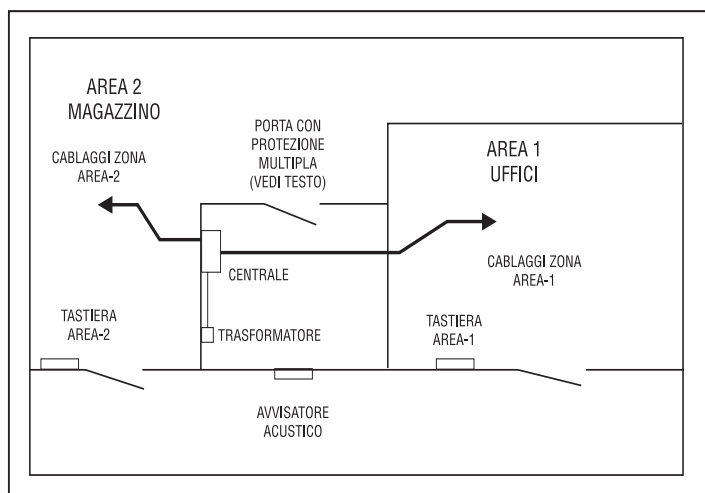 AREA 2
MAGAZZINO
CABLAGGI ZONA
AREA-2
PORTA CON
PROTEZIONE
MULTIPLA
(VEDI TESTO)
AREA 1
UFFICI
CENTRALE
CABLAGGI ZONA
AREA-1
TASTIERA
AREA-2
TRASFORMATORE
TASTIERA
AREA-1
AVVISATORE
ACUSTICO